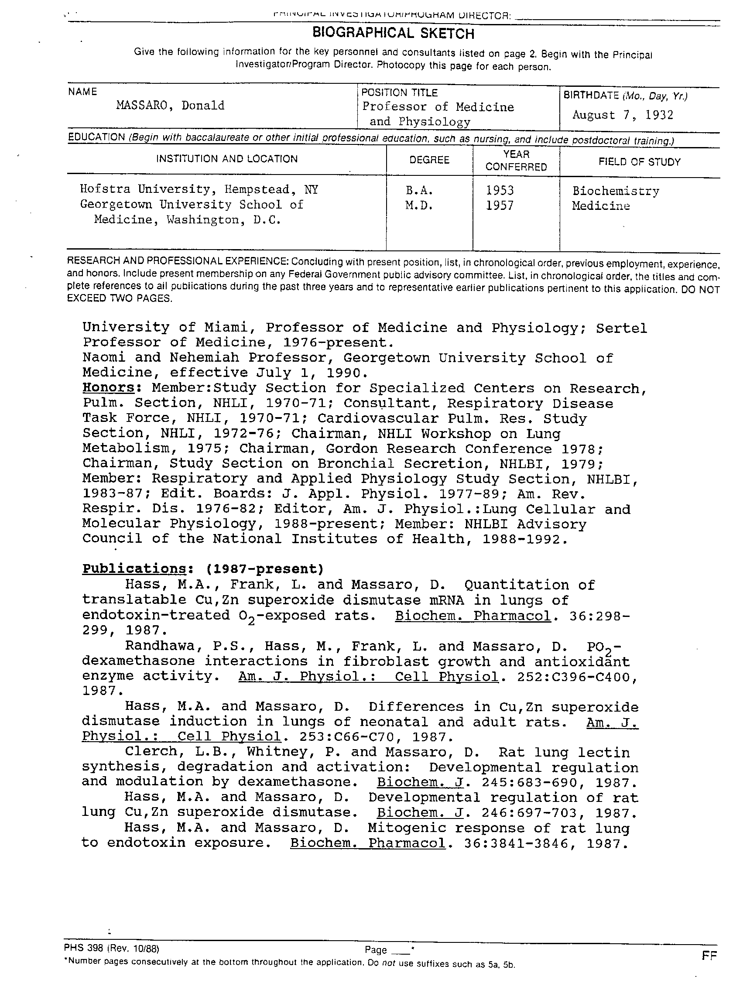 PRINCIPAL INVESTIGATOR/PROGRAM DIRECTOR:
BIOGRAPHICAL SKETCH
Give the following information for the key personnel and consultants listed on page 2. Begin with the Principal
Investigator/Program Director. Photocopy this page for each person.
NAME
MASSARO, Donald
POSITION TITLE
Professor of Medicine
and Physiology
BIRTHDATE (Mo., Day, Yr.)
August 7, 1932
EDUCATION (Begin with baccalaureate or other initial professional education, such as nursing, and include postdoctoral training.)
INSTITUTION AND LOCATION DEGREE YEAR CONFERRED FIELD OF STUDY
Hofstra University, Hempstead, NY B.A. 1953 Biochemistry
Georgetown University School of M.D. 1957 Medicine
Medicine, Washington, D.C.
RESEARCH AND PROFESSIONAL EXPERIENCE: Concluding with present position, list, in chronological order, previous employment, experience,
and honors. Include present membership on any Federal Government public advisory committee. List, in chronological order, the titles and com-
plete references to all publications during the past three years and to representative earlier publications pertinent to this application. DO NOT
EXCEED TWO PAGES.
University of Miami, Professor of Medicine and Physiology; Sertel
Professor of Medicine, 1976-present.
Naomi and Nehemiah Professor, Georgetown University School of
Medicine, effective July 1, 1990.
Honors: Member:Study Section for Specialized Centers on Research,
Pulm. Section, NHLI, 1970-71; Consultant, Respiratory Disease
Task Force, NHLI, 1970-71; Cardiovascular Pulm. Res. Study
Section, NHLI, 1972-76; Chairman, NHLI Workshop on Lung
Metabolism, 1975; Chairman, Gordon Research Conference 1978;
Chairman, Study Section on Bronchial Secretion, NHLBI, 1979;
Member: Respiratory and Applied Physiology Study Section, NHLBI,
1983-87; Edit. Boards: J. Appl. Physiol. 1977-89; Am. Rev.
Respir. Dis. 1976-82; Editor, Am. J. Physiol.:Lung Cellular and
Molecular Physiology, 1988-present; Member: NHLBI Advisory
Council of the National Institutes of Health, 1988-1992.
Publications: (1987-present)
Hass, M.A., Frank, L. and Massaro, D. Quantitation of
translatable Cu,Zn superoxide dismutase mRNA in lungs of
endotoxin-treated O2-exposed rats. Biochem. Pharmacol. 36:298-
299, 1987.
Randhawa, P.S., Hass, M., Frank, L. and Massaro, D. PO2-
dexamethasone interactions in fibroblast growth and antioxidant
enzyme activity. Am. J. Physiol.: Cell Physiol. 252:C396-C400,
1987.
Hass, M.A. and Massaro, D. Differences in Cu,Zn superoxide
dismutase induction in lungs of neonatal and adult rats. Am. J.
Physiol.: Cell Physiol. 253:C66-C70, 1987.
Clerch, L.B., Whitney, P. and Massaro, D. Rat lung lectin
synthesis, degradation and activation: Developmental regulation
and modulation by dexamethasone. Biochem. J. 245:683-690, 1987.
Hass, M.A. and Massaro, D. Developmental regulation of rat
lung Cu,Zn superoxide dismutase. Biochem. J. 246:697-703, 1987.
Hass, M.A. and Massaro, D. Mitogenic response of rat lung
to endotoxin exposure. Biochem. Pharmacol. 36:3841-3846, 1987.
PHS 398 (Rev. 10/88) Page ___*
*Number pages consecutively at the bottom throughout the application. Do not use suffixes such as 5a, 5b.
FF